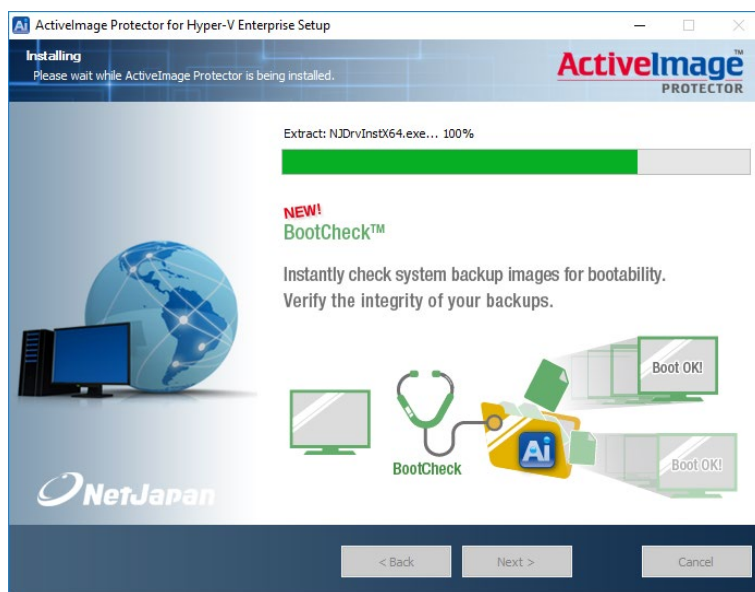 Ai ActiveImage Protector for Hyper-V Enterprise Setup
Installing
Please wait while ActiveImage Protector is being installed.
ActiveImage™
PROTECTOR
Extract: NJDrvInstX64.exe... 100%
NEW!
BootCheck™
Instantly check system backup images for bootability.
Verify the integrity of your backups.
Boot OK!
Ai
BootCheck
Boot OK!
NetJapan
< Back
Next >
Cancel